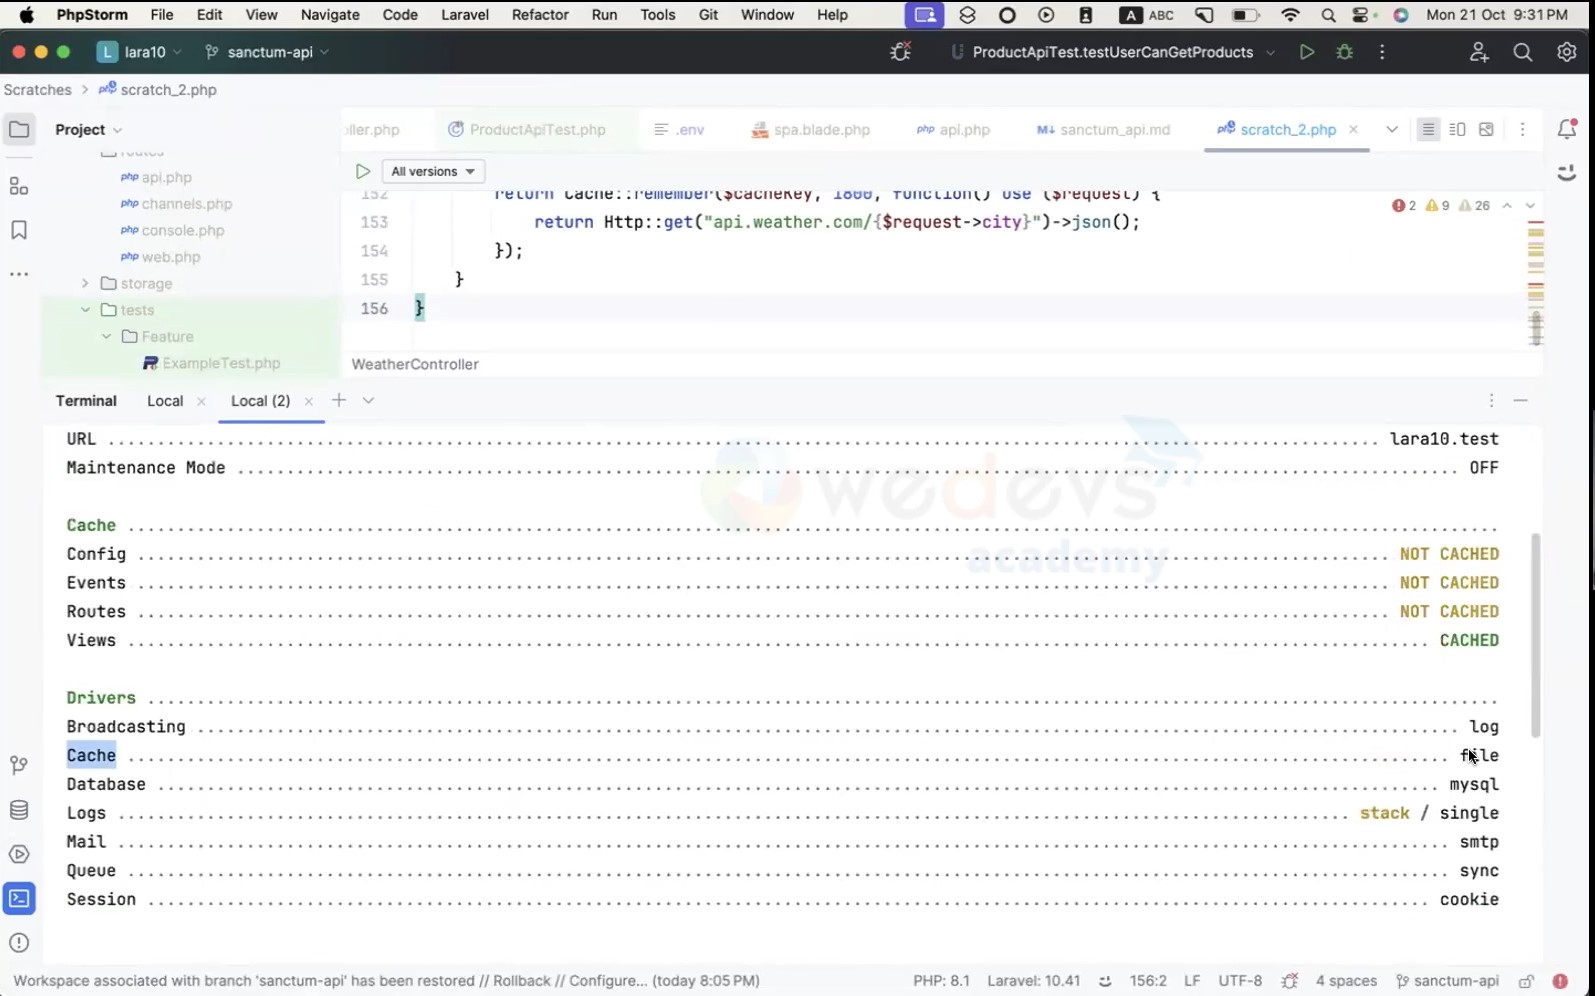 PhpStorm File Edit View Navigate Code Laravel Refactor Run Tools Git Window Help A ABC Mon 21 Oct 9:31 PM
L lara10 sanctum-api ProductApiTest.testUserCanGetProducts
Scratches > php scratch_2.php
Project
ller.php ProductApiTest.php .env spa.blade.php php api.php M↓ sanctum_api.md php scratch_2.php
All versions
routes
php api.php
php channels.php
php console.php
php web.php
storage
tests
Feature
ExampleTest.php
152 return Cache::remember($cacheKey, 1800, function() use ($request) {
153 return Http::get("api.weather.com/{$request->city}")->json();
154 });
155 }
156 }
2 9 26
WeatherController
Terminal Local Local (2)
URL lara10.test
Maintenance Mode OFF
Cache
Config NOT CACHED
Events NOT CACHED
Routes NOT CACHED
Views CACHED
Drivers
Broadcasting log
Cache file
Database mysql
Logs stack / single
Mail smtp
Queue sync
Session cookie
wedevs
academy
Workspace associated with branch 'sanctum-api' has been restored // Rollback // Configure... (today 8:05 PM) PHP: 8.1 Laravel: 10.41 156:2 LF UTF-8 4 spaces sanctum-api